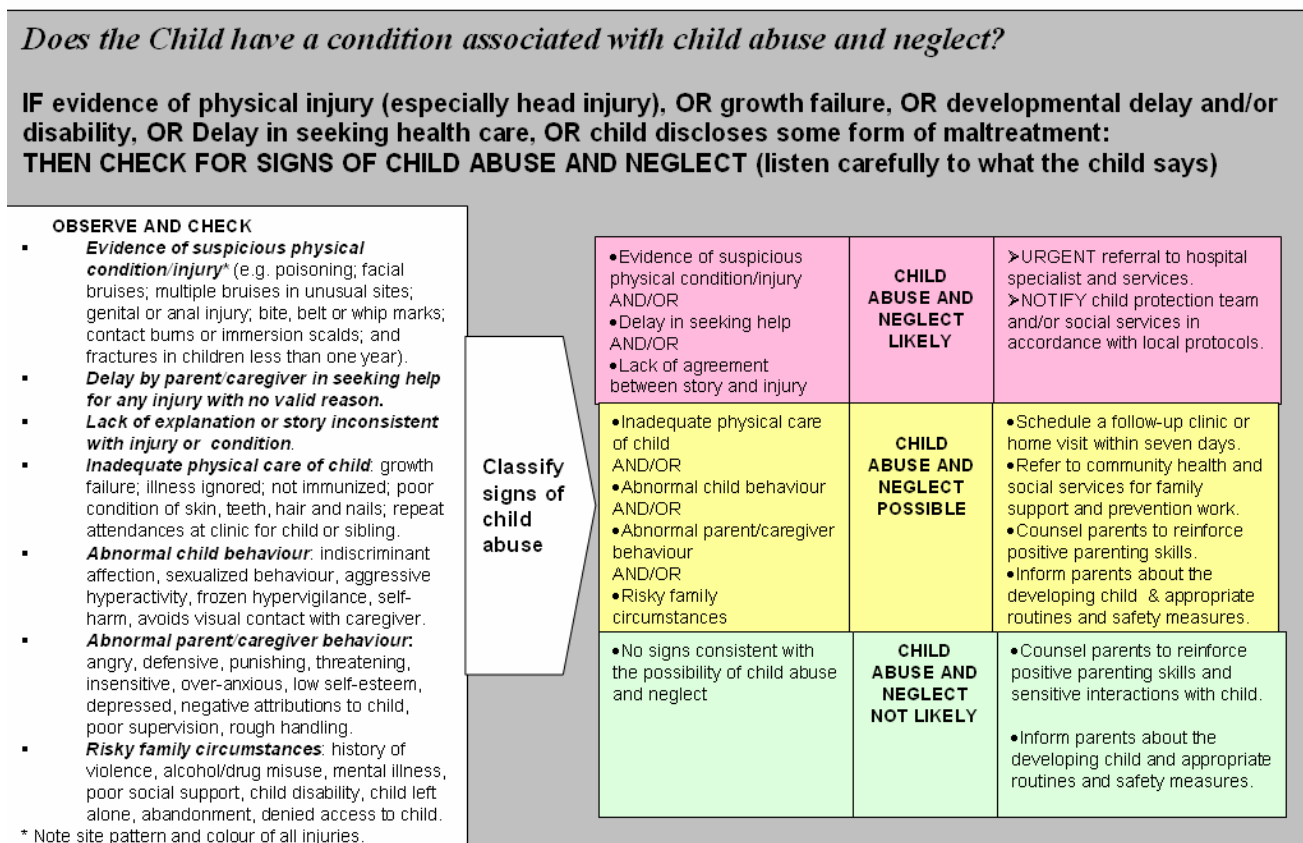 Does the Child have a condition associated with child abuse and neglect?
IF evidence of physical injury (especially head injury), OR growth failure, OR developmental delay and/or
disability, OR Delay in seeking health care, OR child discloses some form of maltreatment:
THEN CHECK FOR SIGNS OF CHILD ABUSE AND NEGLECT (listen carefully to what the child says)
OBSERVE AND CHECK
▪ Evidence of suspicious physical
condition/injury* (e.g. poisoning; facial
bruises; multiple bruises in unusual sites;
genital or anal injury; bite, belt or whip marks;
contact burns or immersion scalds; and
fractures in children less than one year).
▪ Delay by parent/caregiver in seeking help
for any injury with no valid reason.
▪ Lack of explanation or story inconsistent
with injury or condition.
▪ Inadequate physical care of child: growth
failure; illness ignored; not immunized; poor
condition of skin, teeth, hair and nails; repeat
attendances at clinic for child or sibling.
▪ Abnormal child behaviour: indiscriminant
affection, sexualized behaviour, aggressive
hyperactivity, frozen hypervigilance, self-
harm, avoids visual contact with caregiver.
▪ Abnormal parent/caregiver behaviour:
angry, defensive, punishing, threatening,
insensitive, over-anxious, low self-esteem,
depressed, negative attributions to child,
poor supervision, rough handling.
▪ Risky family circumstances: history of
violence, alcohol/drug misuse, mental illness,
poor social support, child disability, child left
alone, abandonment, denied access to child.
* Note site pattern and colour of all injuries.
Classify
signs of
child
abuse
•Evidence of suspicious
physical condition/injury
AND/OR
•Delay in seeking help
AND/OR
•Lack of agreement
between story and injury
CHILD
ABUSE AND
NEGLECT
LIKELY
➢URGENT referral to hospital
specialist and services.
➢NOTIFY child protection team
and/or social services in
accordance with local protocols.
•Inadequate physical care
of child
AND/OR
•Abnormal child behaviour
AND/OR
•Abnormal parent/caregiver
behaviour
AND/OR
•Risky family
circumstances
CHILD
ABUSE AND
NEGLECT
POSSIBLE
•Schedule a follow-up clinic or
home visit within seven days.
•Refer to community health and
social services for family
support and prevention work.
•Counsel parents to reinforce
positive parenting skills.
•Inform parents about the
developing child & appropriate
routines and safety measures.
•No signs consistent with
the possibility of child abuse
and neglect
CHILD
ABUSE AND
NEGLECT
NOT LIKELY
•Counsel parents to reinforce
positive parenting skills and
sensitive interactions with child.
•Inform parents about the
developing child and appropriate
routines and safety measures.